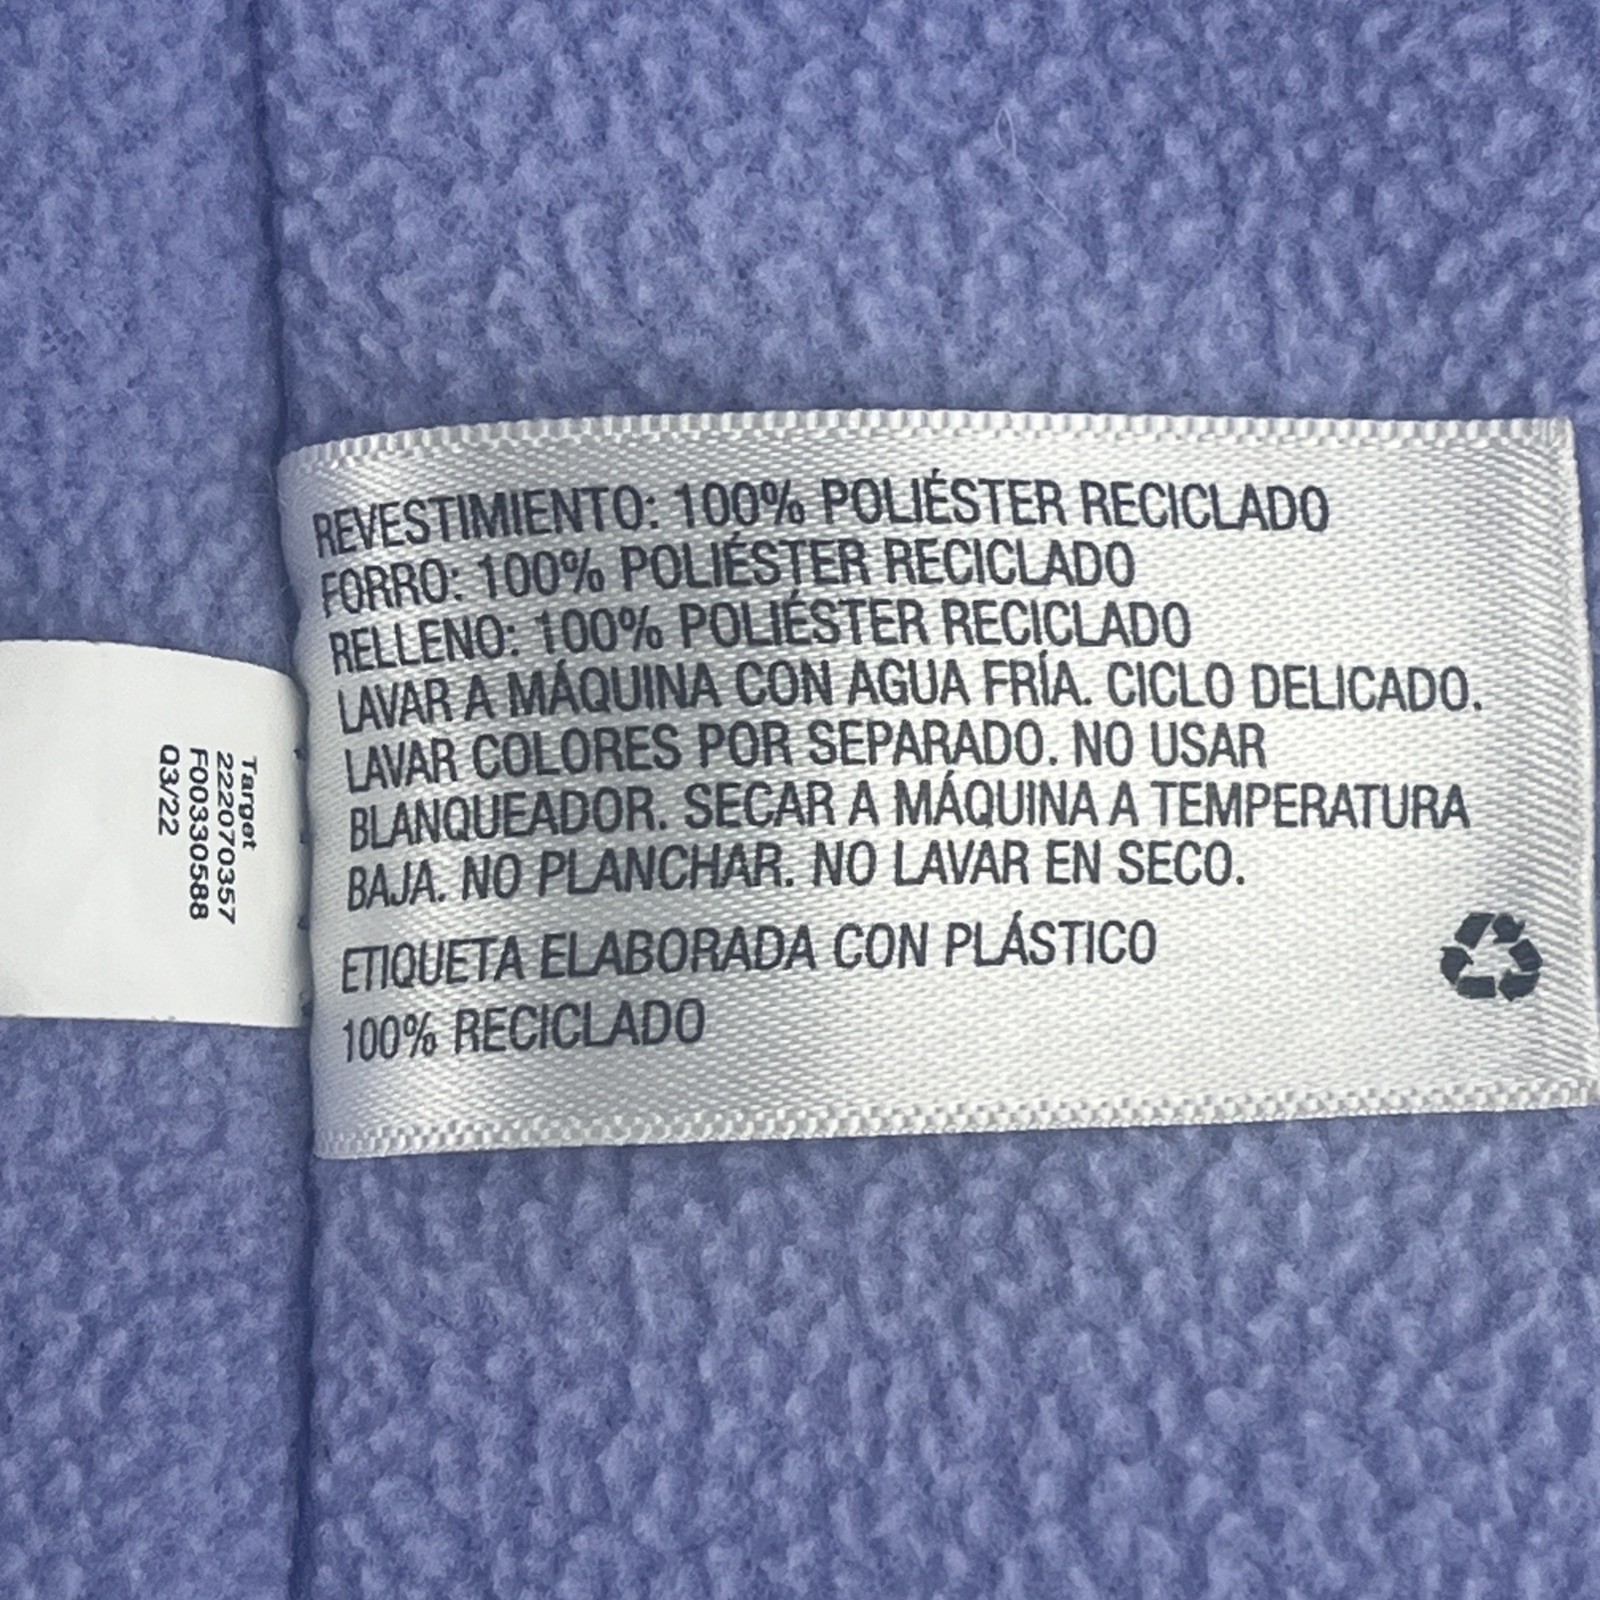 REVESTIMIENTO: 100% POLIÉSTER RECICLADO
FORRO: 100% POLIÉSTER RECICLADO
RELLENO: 100% POLIÉSTER RECICLADO
LAVAR A MÁQUINA CON AGUA FRÍA. CICLO DELICADO.
LAVAR COLORES POR SEPARADO. NO USAR
BLANQUEADOR. SECAR A MÁQUINA A TEMPERATURA
BAJA. NO PLANCHAR. NO LAVAR EN SECO.
ETIQUETA ELABORADA CON PLÁSTICO
100% RECICLADO
Target
222070357
F00330588
Q3/22